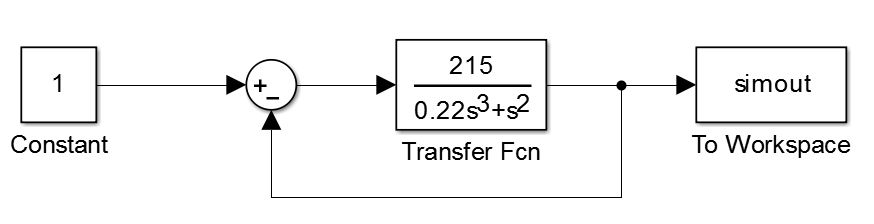 1
Constant
+
−
215
0.22s³+s²
Transfer Fcn
simout
To Workspace